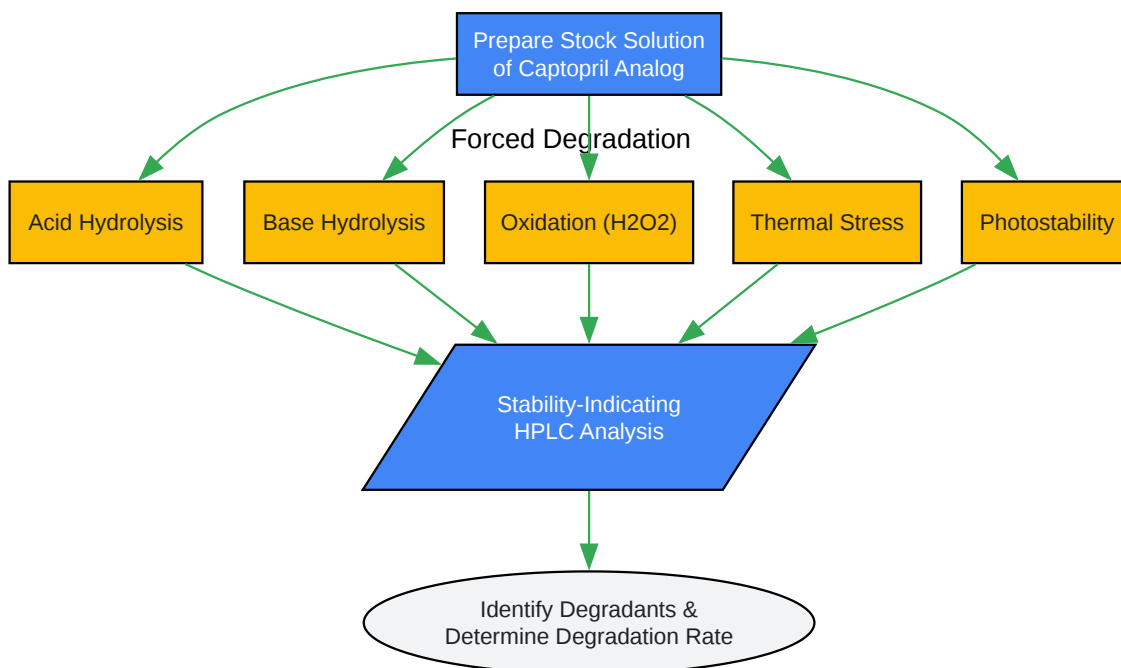 Prepare Stock Solution
of Captopril Analog
Forced Degradation
Acid Hydrolysis
Base Hydrolysis
Oxidation (H2O2)
Thermal Stress
Photostability
Stability-Indicating
HPLC Analysis
Identify Degradants &
Determine Degradation Rate